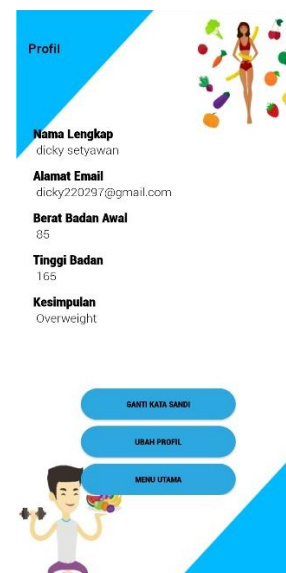 Profil
Nama Lengkap
dicky setyawan
Alamat Email
dicky220297@gmail.com
Berat Badan Awal
85
Tinggi Badan
165
Kesimpulan
Overweight
GANTI KATA SANDI
UBAH PROFIL
MENU UTAMA